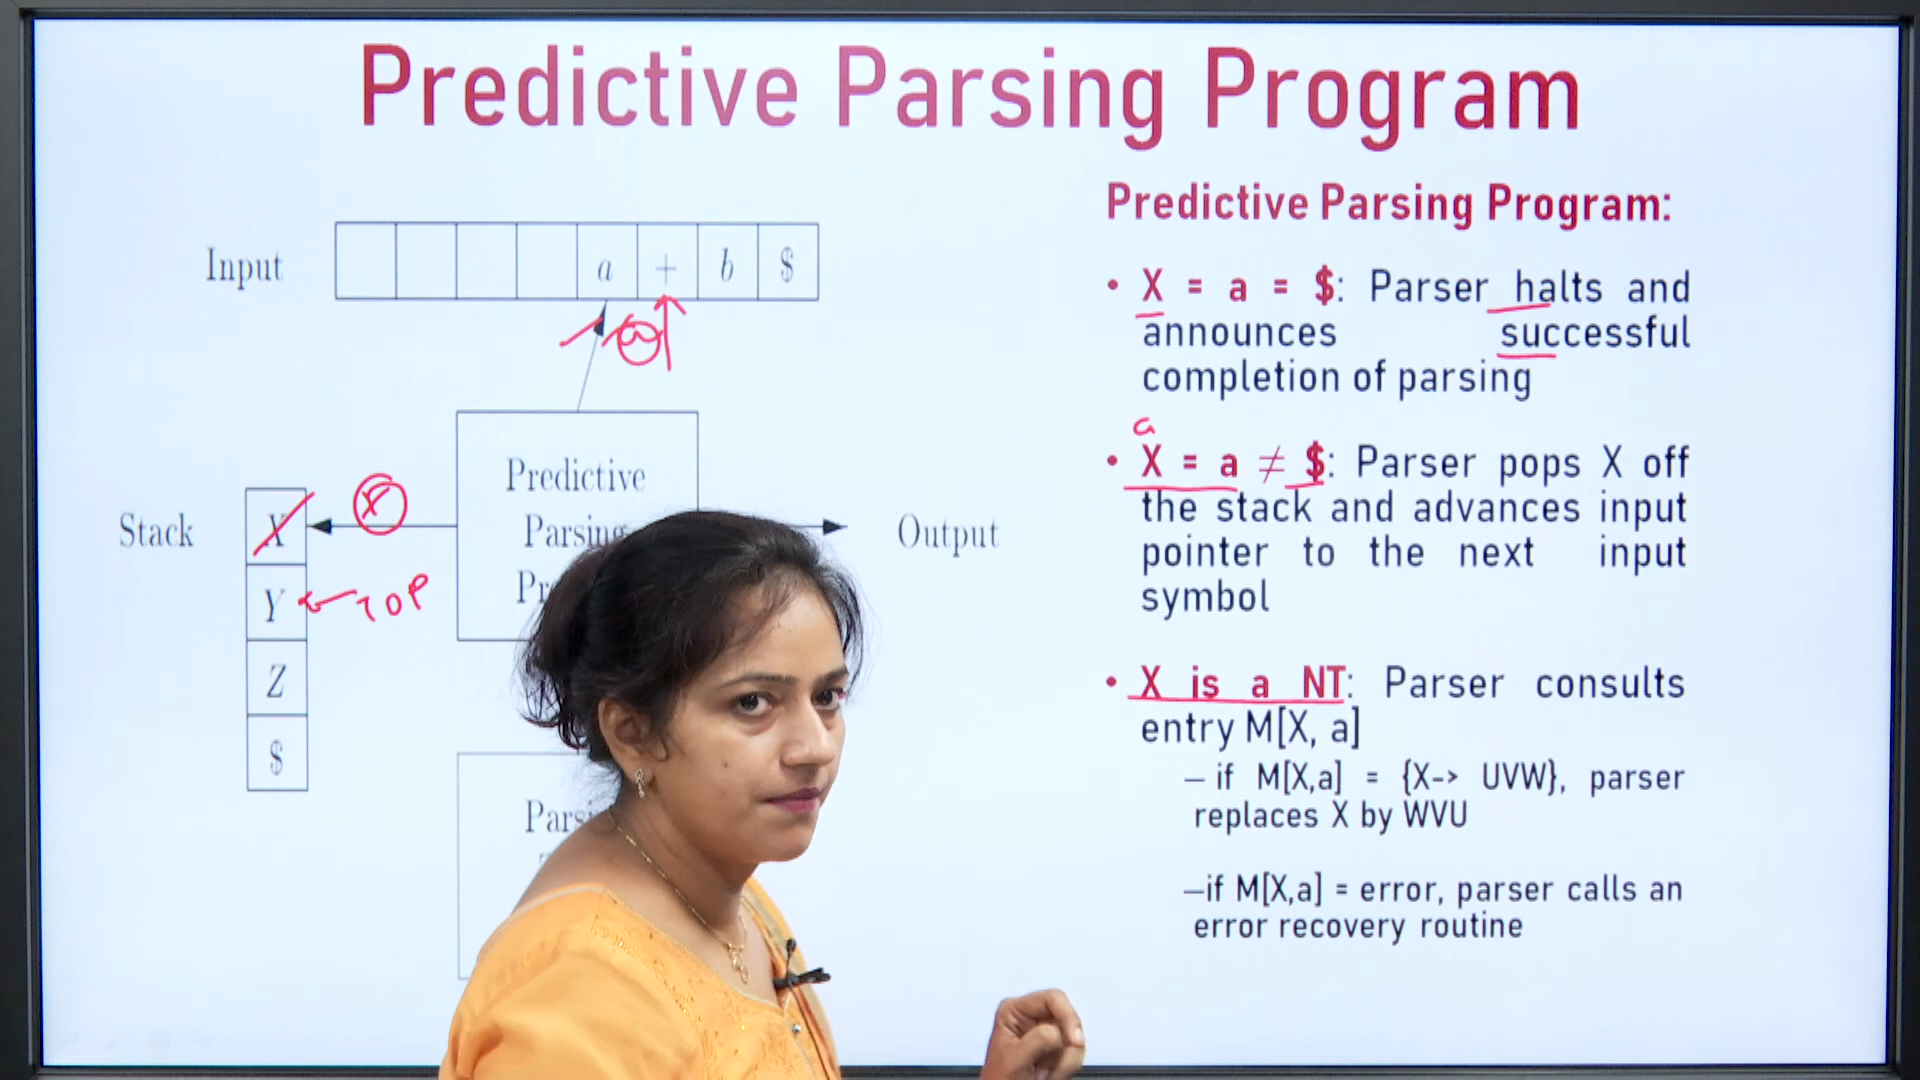 Predictive Parsing Program
Input
a + b $
Predictive
Parsing
Stack
X
Y
Z
$
X
TOP
Output
Predictive Parsing Program:
• X = a = $: Parser halts and
announces successful
completion of parsing
a
• X = a ≠ $: Parser pops X off
the stack and advances input
pointer to the next input
symbol
• X is a NT: Parser consults
entry M[X, a]
– if M[X,a] = {X-> UVW}, parser
replaces X by WVU
–if M[X,a] = error, parser calls an
error recovery routine